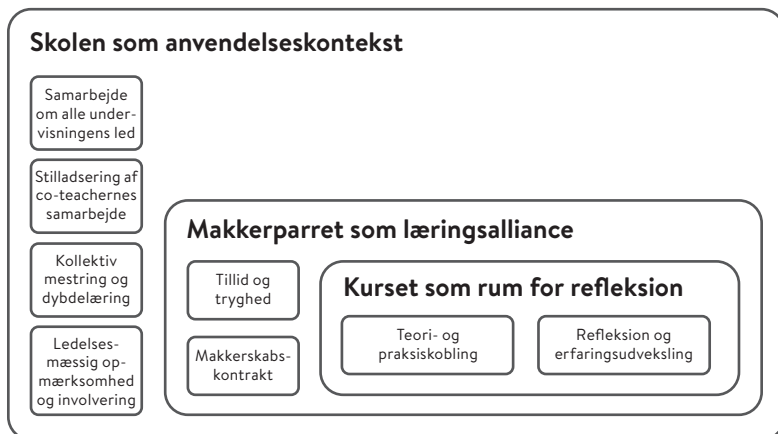 Skolen som anvendelseskontekst
Samarbejde
om alle under-
visningens led
Stilladsering af
co-teachernes
samarbejde
Kollektiv
mestring og
dybdelæring
Ledelses-
mæssig op-
mærksomhed
og involvering
Makkerparret som læringsalliance
Tillid og
tryghed
Makkerskabs-
kontrakt
Kurset som rum for refleksion
Teori- og
praksiskobling
Refleksion og
erfaringsudveksling